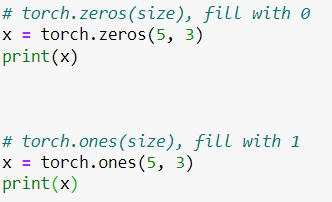 # torch.zeros(size), fill with 0
x = torch.zeros(5, 3)
print(x)
# torch.ones(size), fill with 1
x = torch.ones(5, 3)
print(x)